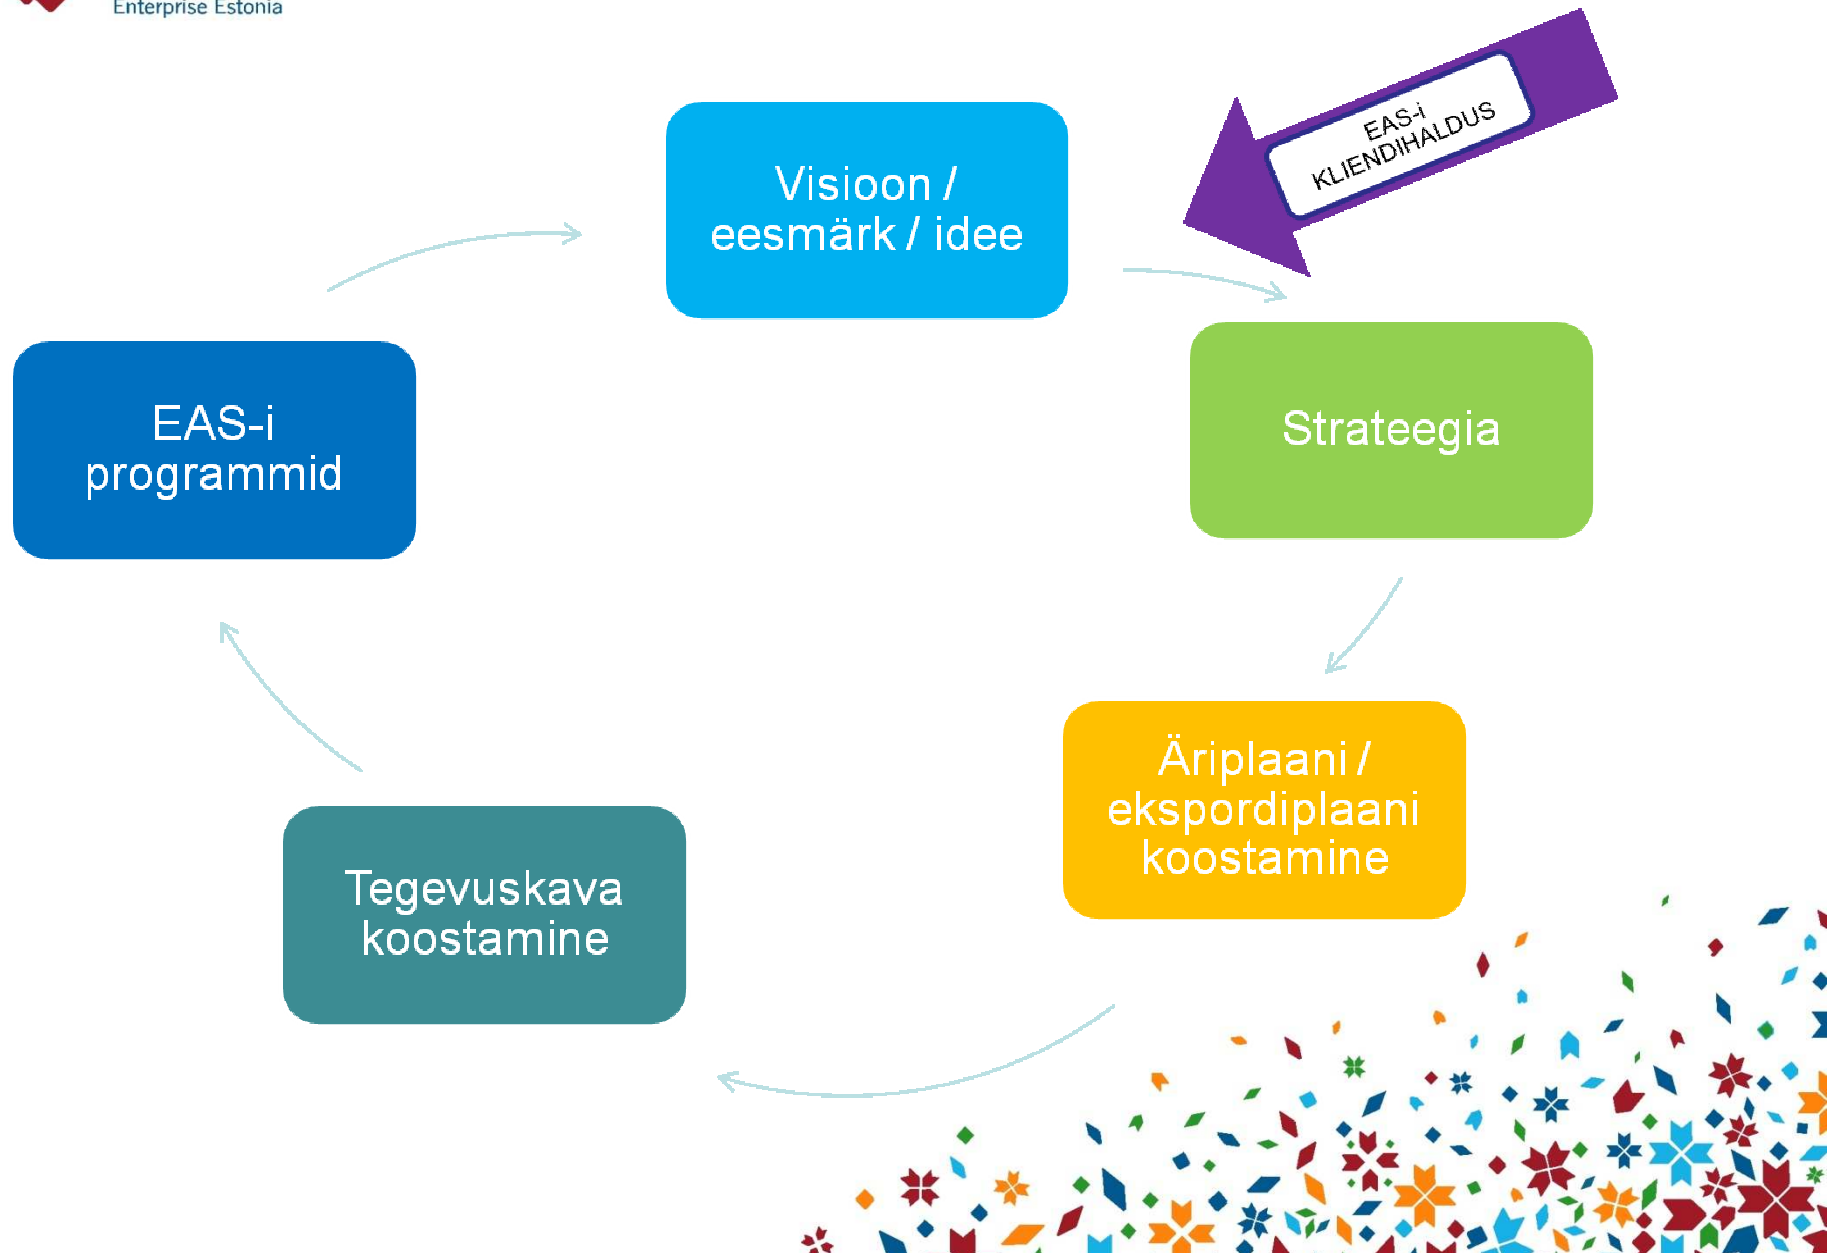 Enterprise Estonia
EAS-i
KLIENDIHALDUS
Visioon /
eesmärk / idee
Strateegia
EAS-i
programmid
Äriplaani /
ekspordiplaani
koostamine
Tegevuskava
koostamine